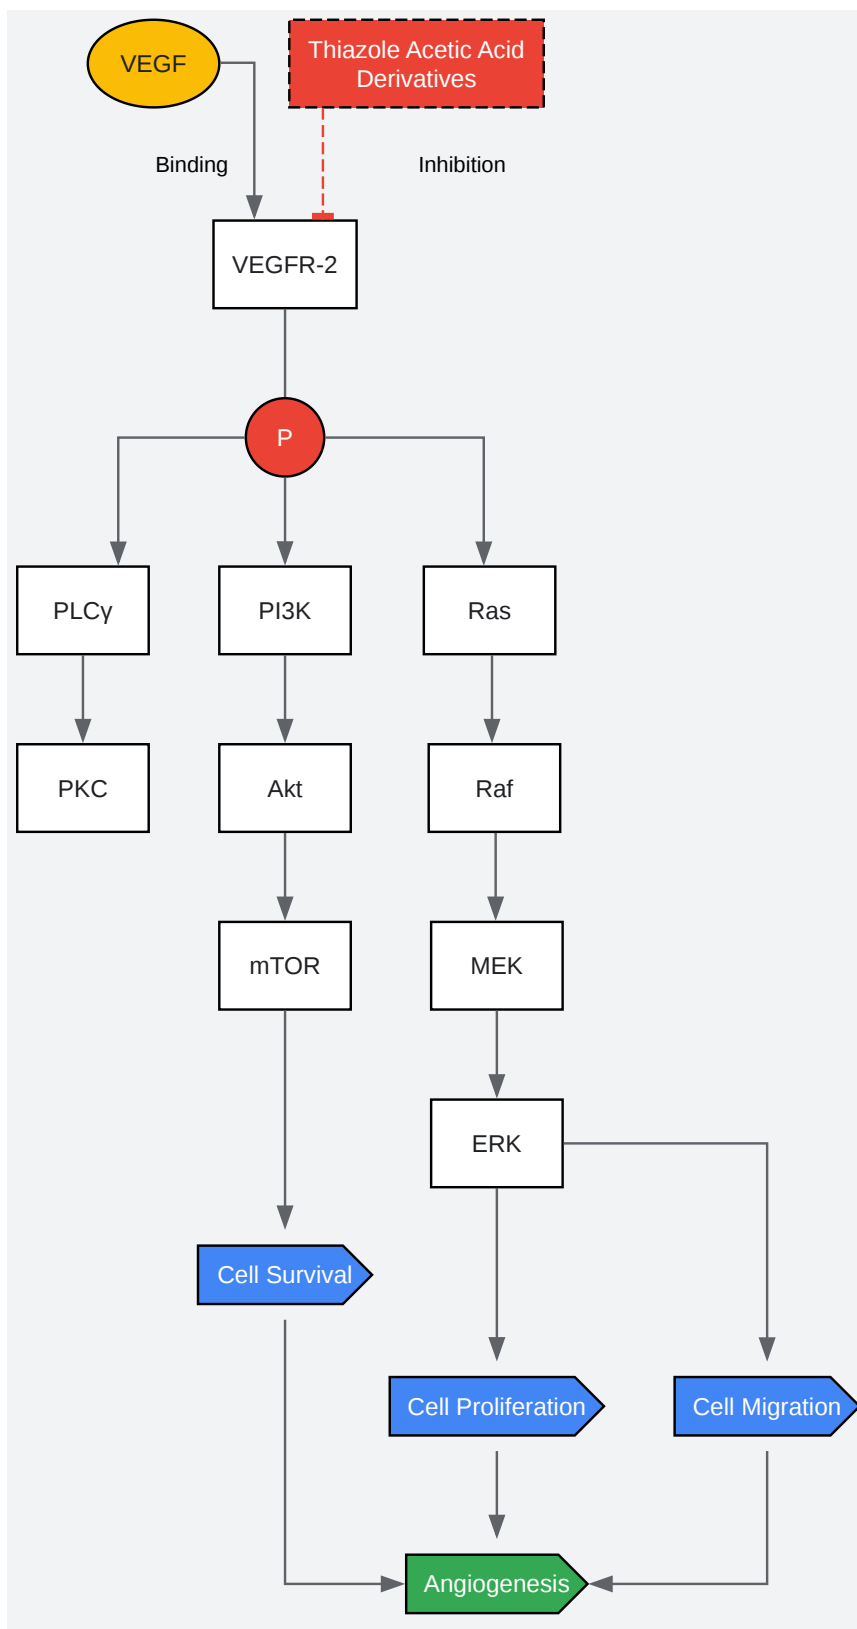 VEGF
Thiazole Acetic Acid
Derivatives
Binding
Inhibition
VEGFR-2
P
PLCγ
PI3K
Ras
PKC
Akt
Raf
mTOR
MEK
ERK
Cell Survival
Cell Proliferation
Cell Migration
Angiogenesis